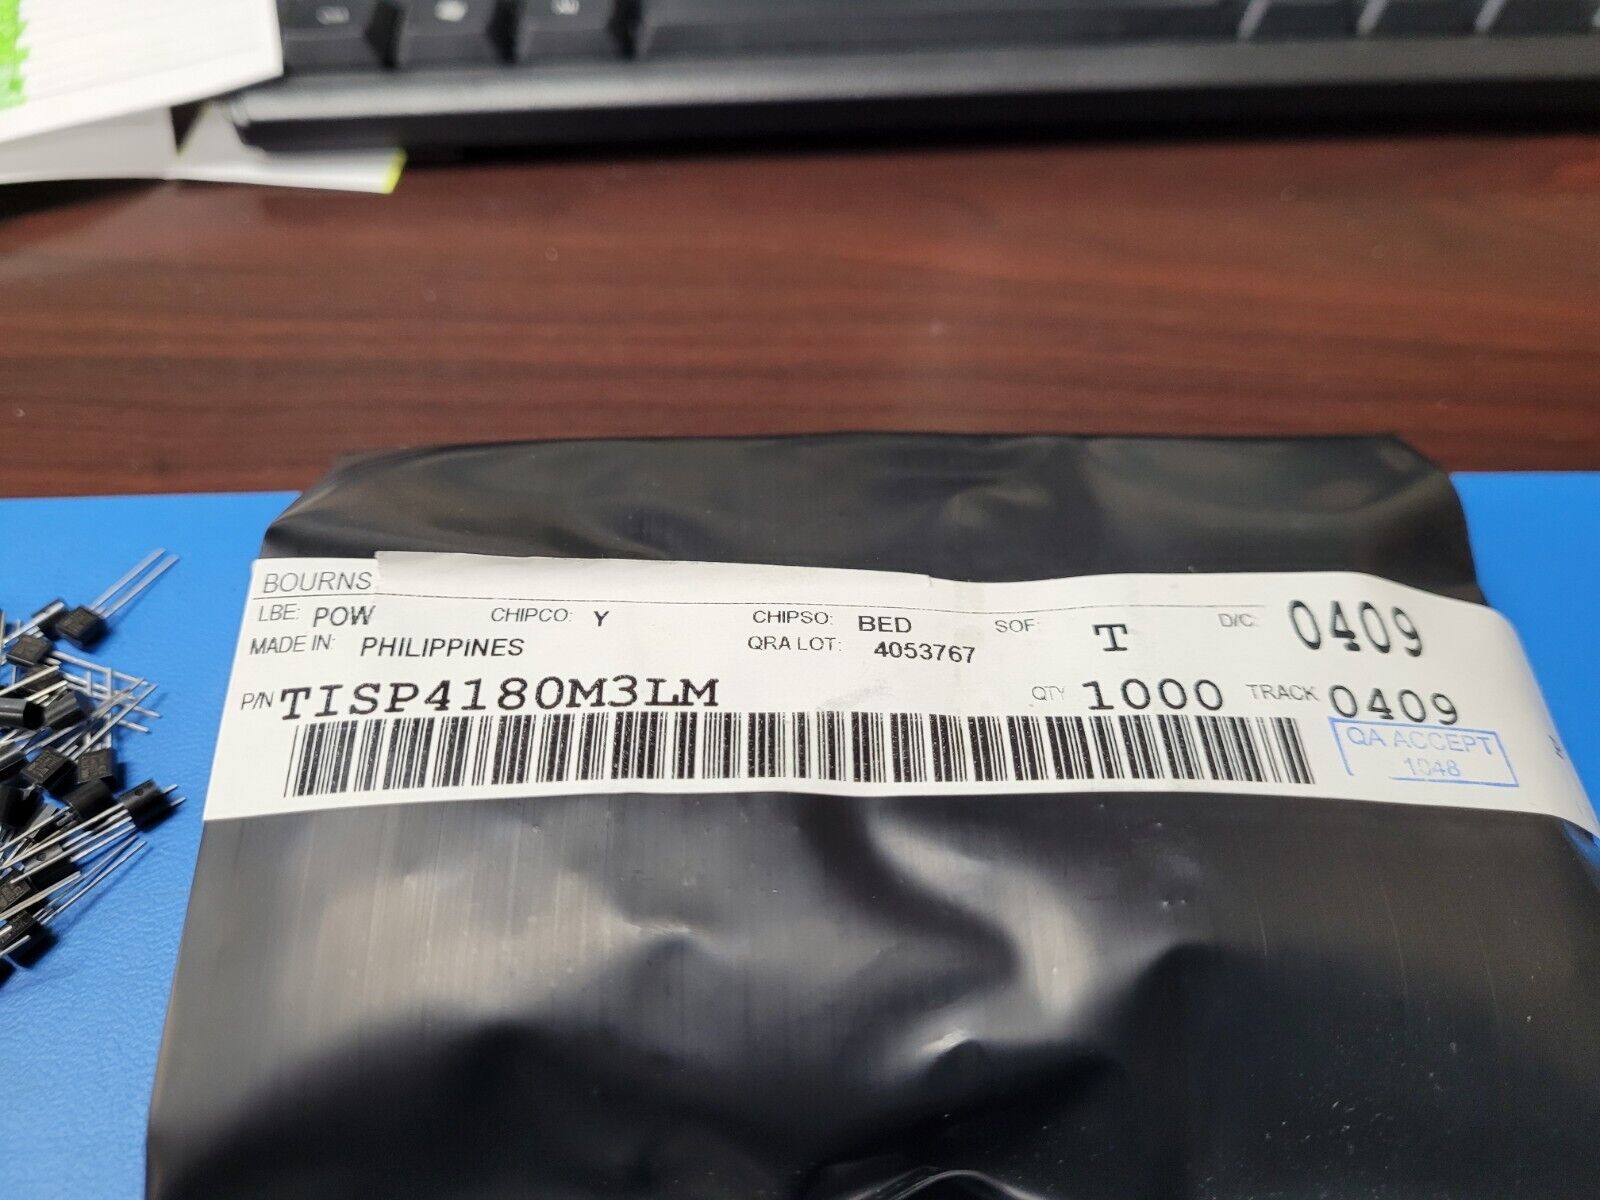 BOURNS
LBE: POW CHIPCO: Y CHIPSO: BED SOF: T D/C: 0409
MADE IN: PHILIPPINES QRA LOT: 4053767
P/N TISP4180M3LM QTY 1000 TRACK 0409
QA ACCEPT
1048